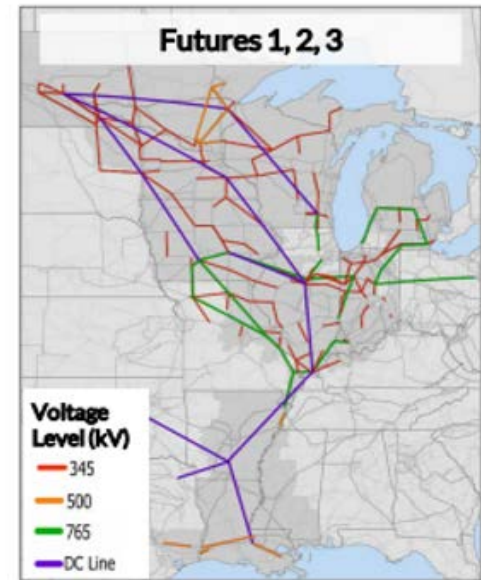 Futures 1, 2, 3
Voltage
Level (kV)
345
500
765
DC Line